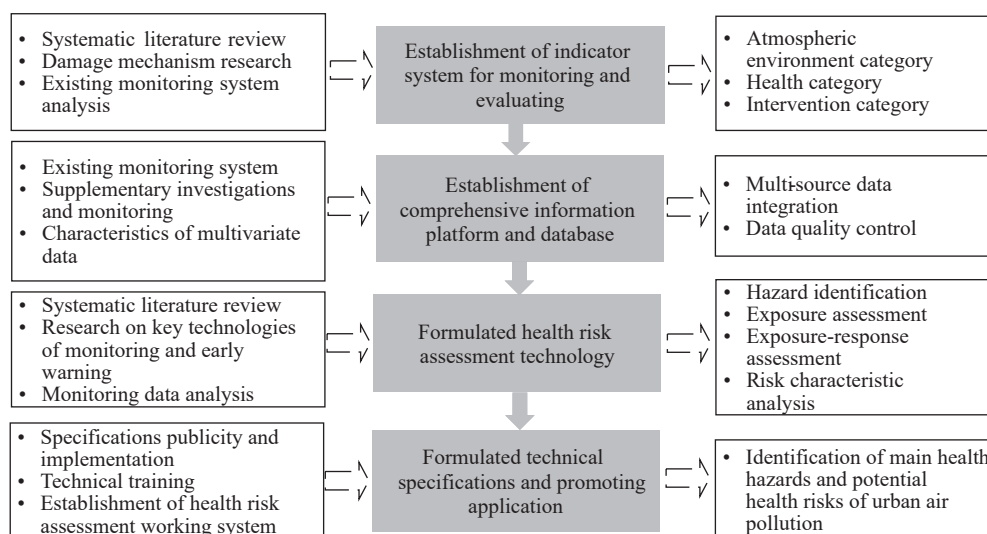 • Systematic literature review
• Damage mechanism research
• Existing monitoring system
analysis
Establishment of indicator
system for monitoring and
evaluating
• Atmospheric
environment category
• Health category
• Intervention category
• Existing monitoring system
• Supplementary investigations
and monitoring
• Characteristics of multivariate
data
Establishment of
comprehensive information
platform and database
• Multi-source data
integration
• Data quality control
• Systematic literature review
• Research on key technologies
of monitoring and early
warning
• Monitoring data analysis
Formulated health risk
assessment technology
• Hazard identification
• Exposure assessment
• Exposure-response
assessment
• Risk characteristic
analysis
• Specifications publicity and
implementation
• Technical training
• Establishment of health risk
assessment working system
Formulated technical
specifications and promoting
application
• Identification of main health
hazards and potential
health risks of urban air
pollution